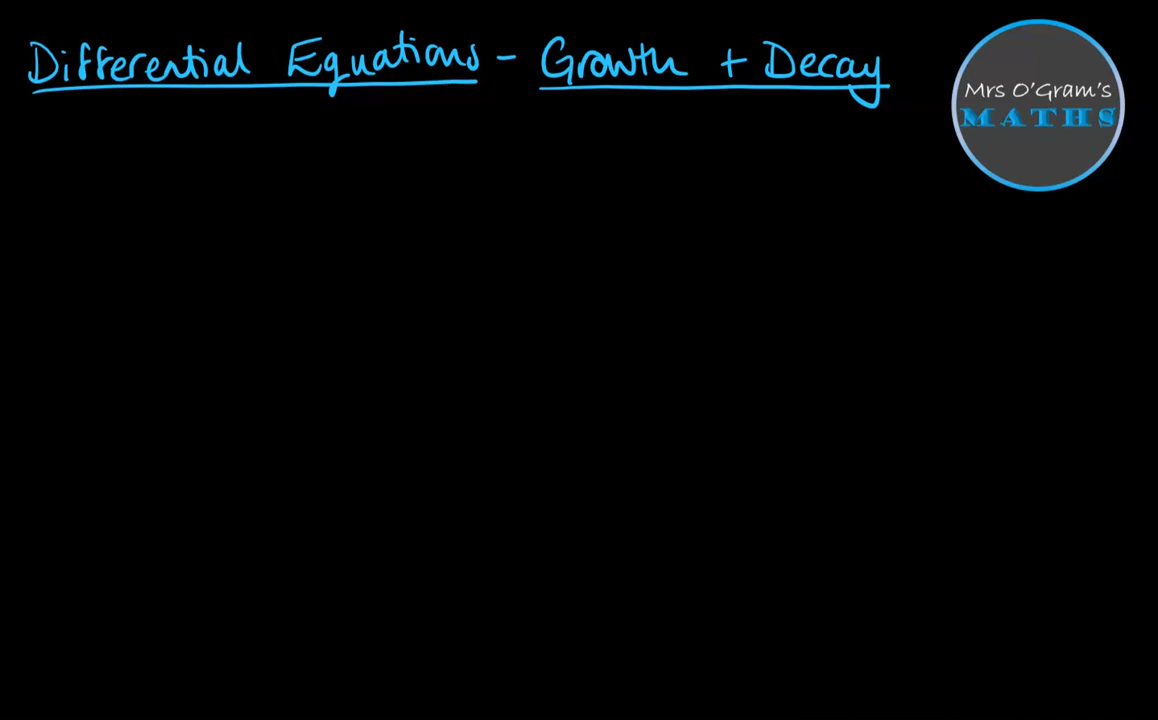 Differential Equations - Growth + Decay
Mrs O'Gram's
MATHS